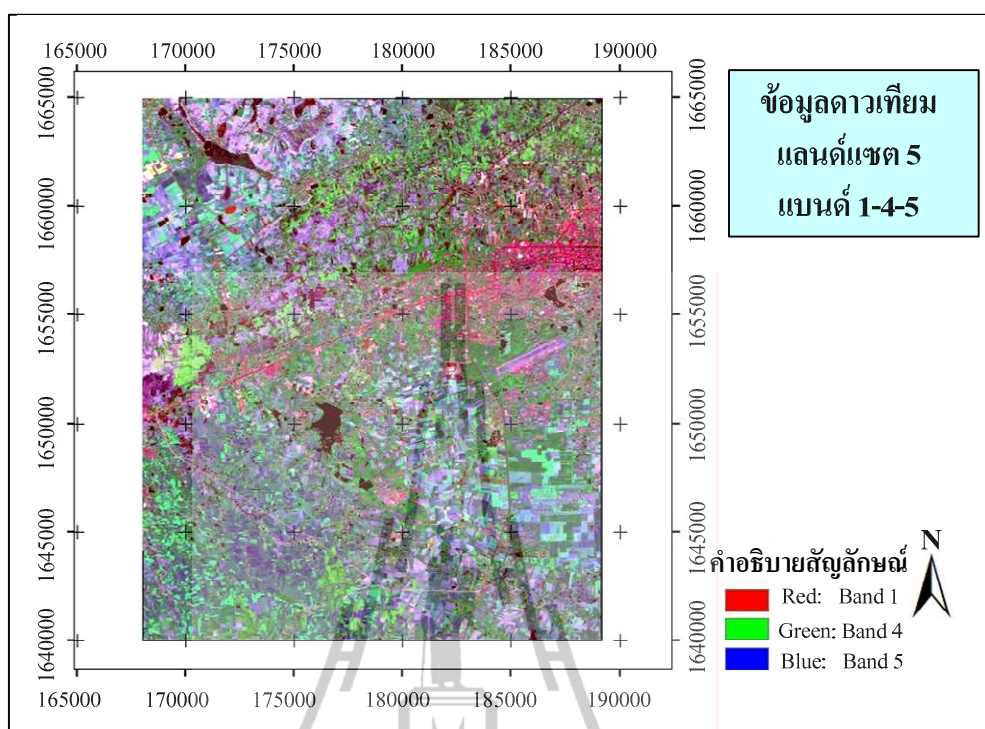 165000 170000 175000 180000 185000 190000
1665000 1665000
1660000 1660000
1655000 1655000
1650000 1650000
1645000 1645000
1640000 1640000
165000 170000 175000 180000 185000 190000
ข้อมูลดาวเทียม
แลนด์แซต 5
แบนด์ 1-4-5
N
คำอธิบายสัญลักษณ์
Red: Band 1
Green: Band 4
Blue: Band 5